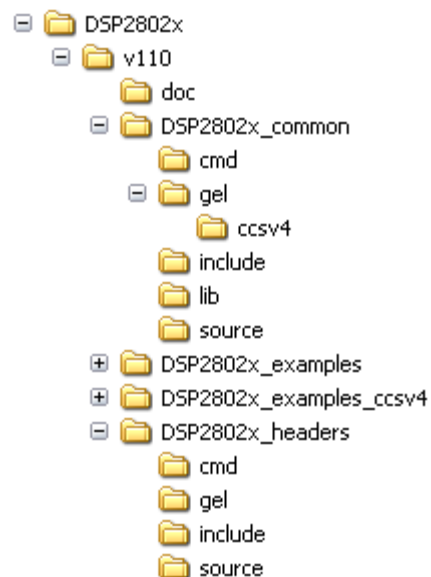 DSP2802x
v110
doc
DSP2802x_common
cmd
gel
ccsv4
include
lib
source
DSP2802x_examples
DSP2802x_examples_ccsv4
DSP2802x_headers
cmd
gel
include
source